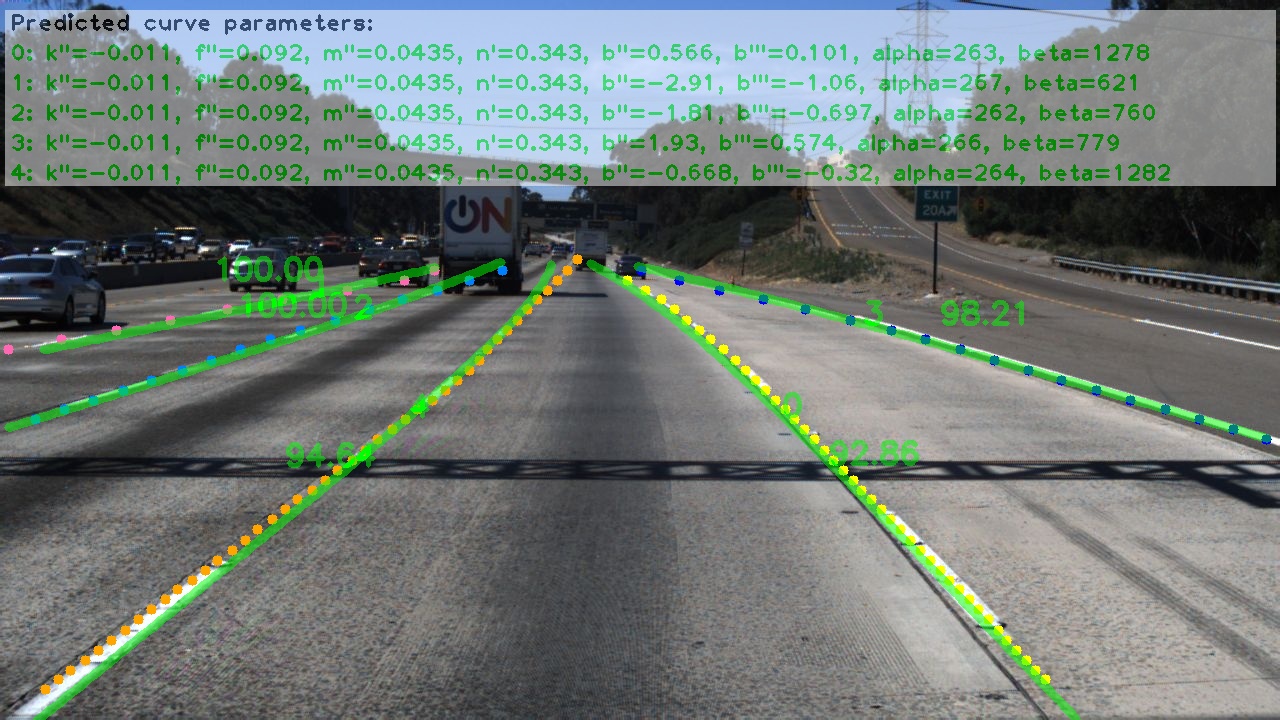 Predicted curve parameters:
0: k''=-0.011, f''=0.092, m''=0.0435, n'=0.343, b''=0.566, b'''=0.101, alpha=263, beta=1278
1: k''=-0.011, f''=0.092, m''=0.0435, n'=0.343, b''=-2.91, b'''=-1.06, alpha=267, beta=621
2: k''=-0.011, f''=0.092, m''=0.0435, n'=0.343, b''=-1.81, b'''=-0.697, alpha=262, beta=760
3: k''=-0.011, f''=0.092, m''=0.0435, n'=0.343, b''=1.93, b'''=0.574, alpha=266, beta=779
4: k''=-0.011, f''=0.092, m''=0.0435, n'=0.343, b''=-0.668, b'''=-0.32, alpha=264, beta=1282
EXIT
20A
ON
100.00
100.00 2
3 98.21
0
94.64
92.86